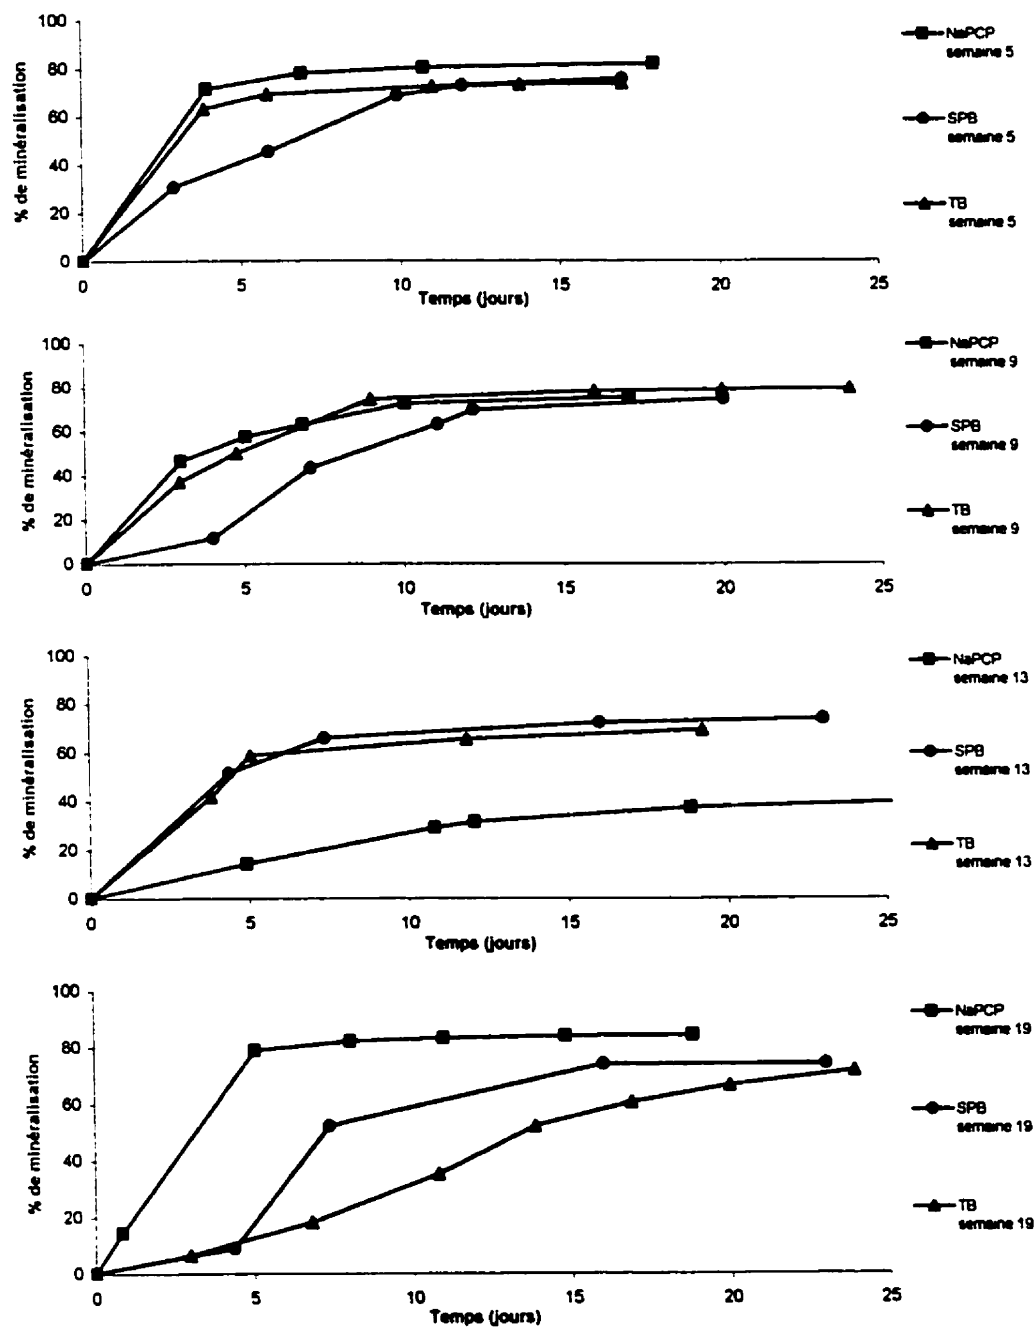 100
80
60
40
20
0
% de minéralisation
0 5 10 15 20 25
Temps (jours)
NaPCP
semaine 5
SPB
semaine 5
TB
semaine 5
100
80
60
40
20
0
% de minéralisation
0 5 10 15 20 25
Temps (jours)
NaPCP
semaine 9
SPB
semaine 9
TB
semaine 9
100
80
60
40
20
0
% de minéralisation
0 5 10 15 20 25
Temps (jours)
NaPCP
semaine 13
SPB
semaine 13
TB
semaine 13
100
80
60
40
20
0
% de minéralisation
0 5 10 15 20 25
Temps (jours)
NaPCP
semaine 19
SPB
semaine 19
TB
semaine 19